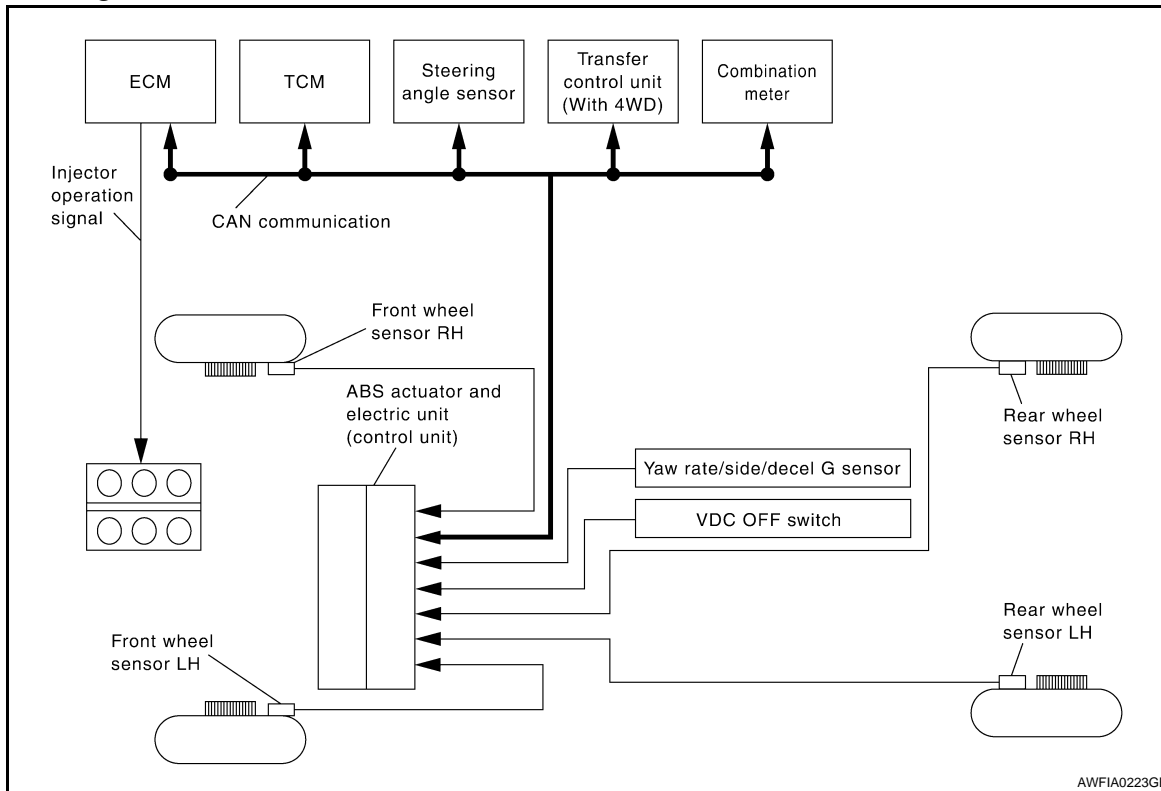 ECM
TCM
Steering
angle sensor
Transfer
control unit
(With 4WD)
Combination
meter
Injector
operation
signal
CAN communication
Front wheel
sensor RH
ABS actuator and
electric unit
(control unit)
Rear wheel
sensor RH
Yaw rate/side/decel G sensor
VDC OFF switch
Front wheel
sensor LH
Rear wheel
sensor LH